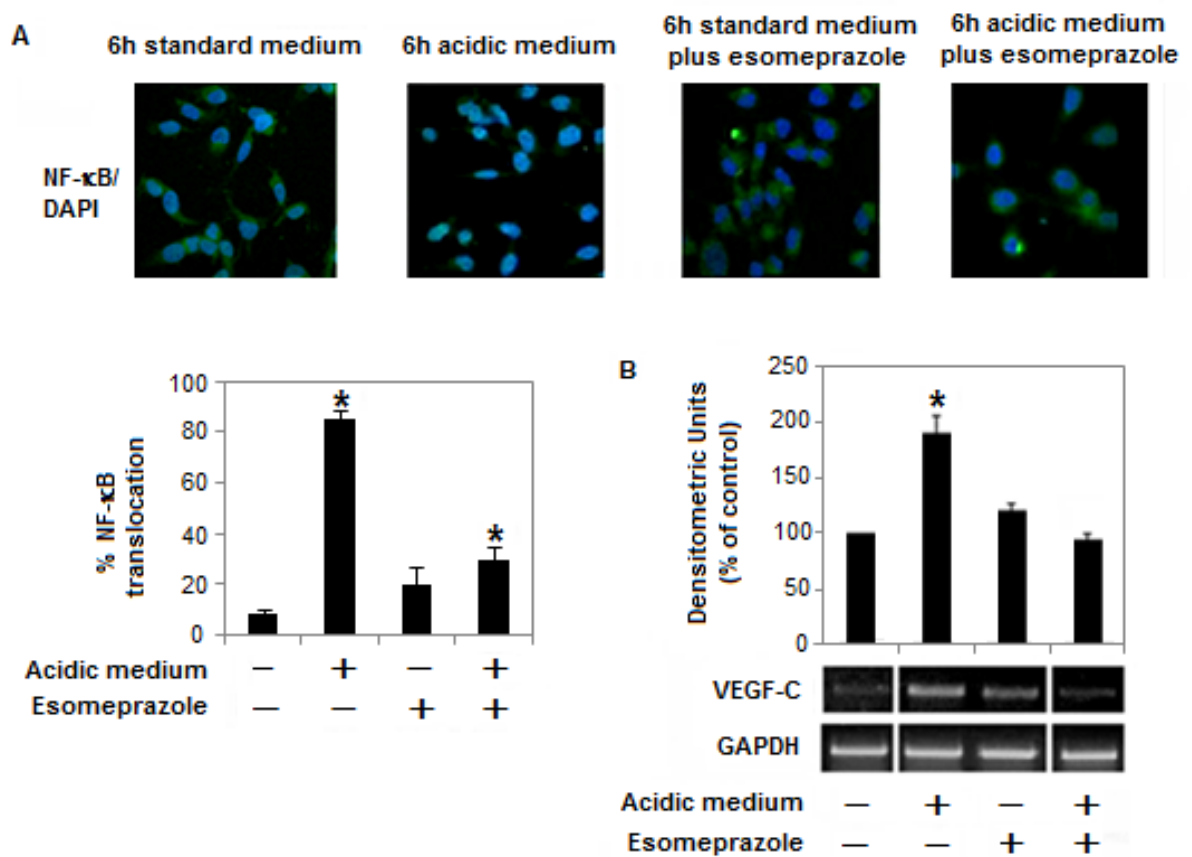 A
6h standard medium
6h acidic medium
6h standard medium
plus esomeprazole
6h acidic medium
plus esomeprazole
NF-κB/
DAPI
% NF-κB
translocation
100
80
60
40
20
0
*
*
Acidic medium − + − +
Esomeprazole − − + +
B
Densitometric Units
(% of control)
250
200
150
100
50
0
*
VEGF-C
GAPDH
Acidic medium − + − +
Esomeprazole − − + +